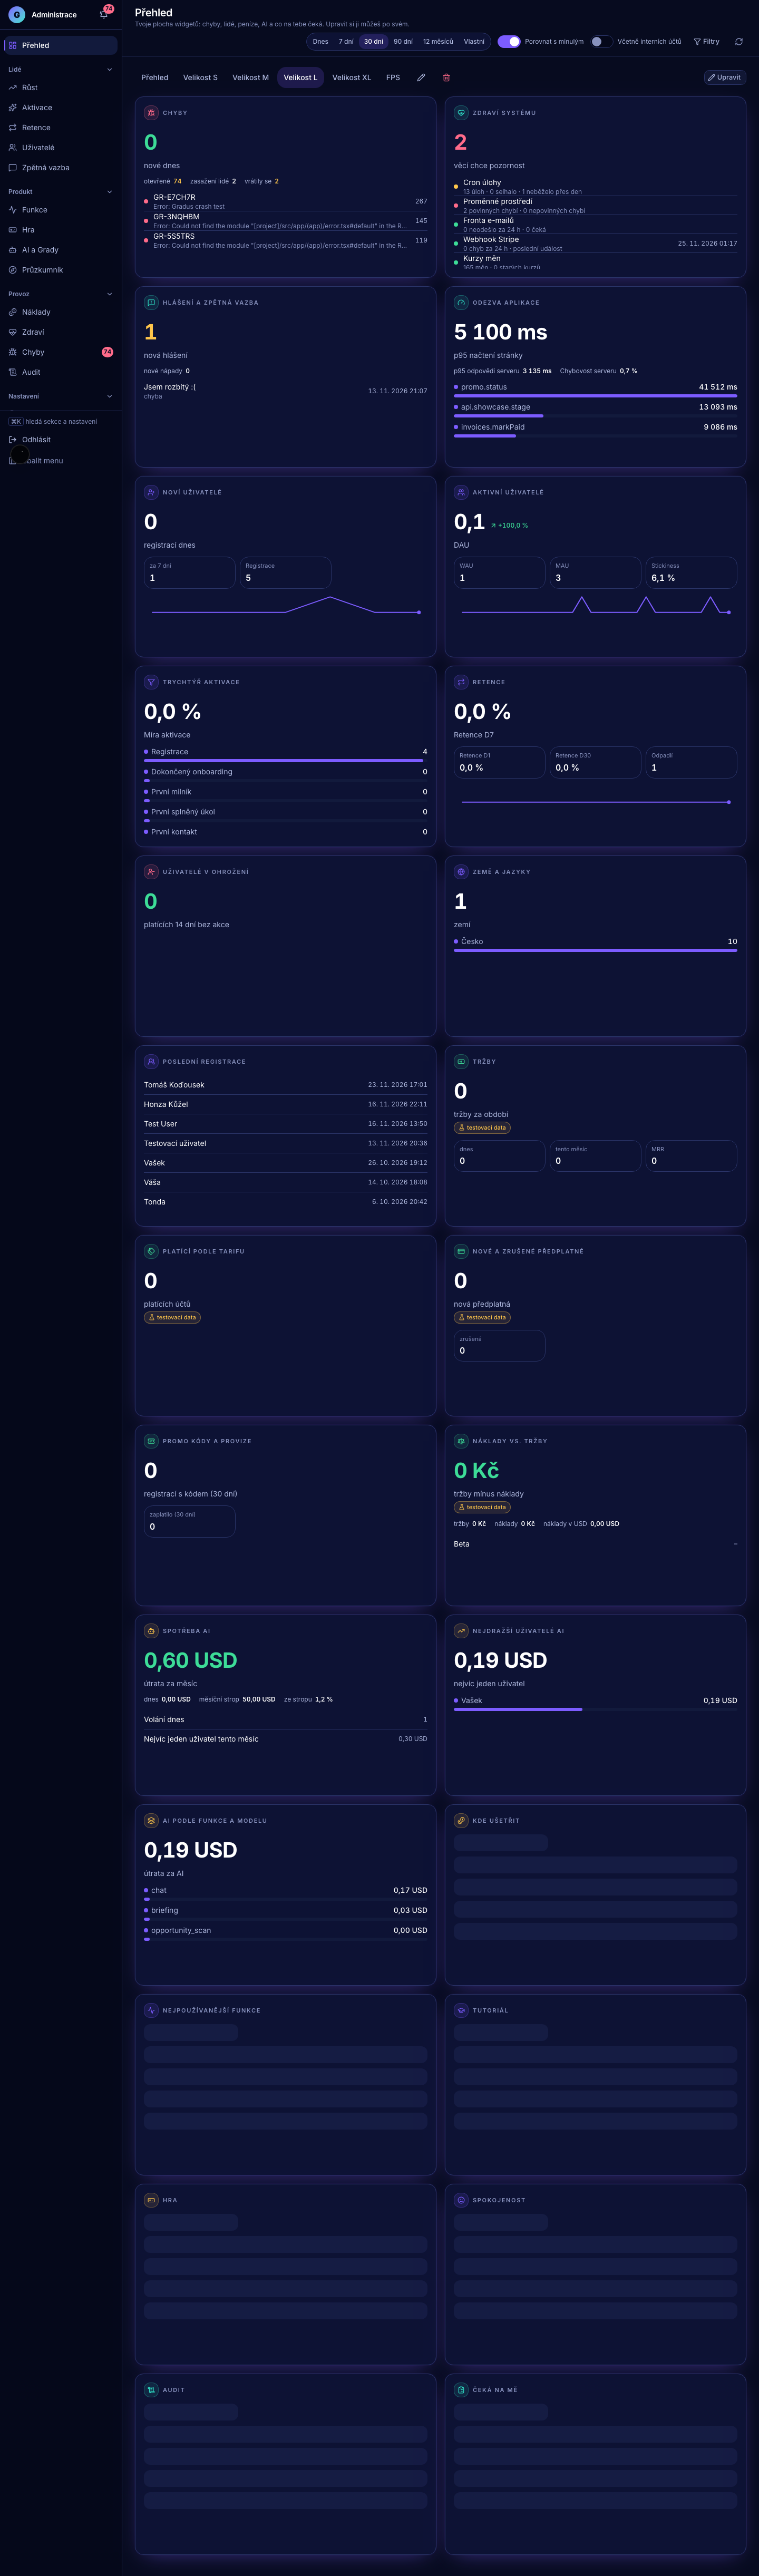 G Administrace 74
Přehled
Lidé
Růst
Aktivace
Retence
Uživatelé
Zpětná vazba
Produkt
Funkce
Hra
AI a Grady
Průzkumník
Provoz
Náklady
Zdraví
Chyby 74
Audit
Nastavení
⌘K hledá sekce a nastavení
Odhlásit
balit menu
Přehled
Tvoje plocha widgetů: chyby, lidé, peníze, AI a co na tebe čeká. Upravit si ji můžeš po svém.
Dnes 7 dní 30 dní 90 dní 12 měsíců Vlastní Porovnat s minulým Včetně interních účtů Filtry
Přehled Velikost S Velikost M Velikost L Velikost XL FPS Upravit
CHYBY
0
nové dnes
otevřené 74 zasažení lidé 2 vrátily se 2
GR-E7CH7R 267
Error: Gradus crash test
GR-3NQHBM 145
Error: Could not find the module "[project]/src/app/(app)/error.tsx#default" in the R...
GR-5S5TRS 119
Error: Could not find the module "[project]/src/app/(app)/error.tsx#default" in the R...
ZDRAVÍ SYSTÉMU
2
věcí chce pozornost
Cron úlohy
13 úloh · 0 selhalo · 1 neběželo přes den
Proměnné prostředí
2 povinných chybí · 0 nepovinných chybí
Fronta e-mailů
0 neodešlo za 24 h · 0 čeká
Webhook Stripe 25. 11. 2026 01:17
0 chyb za 24 h · poslední událost
Kurzy měn
165 měn · 0 starých kurzů
HLÁŠENÍ A ZPĚTNÁ VAZBA
1
nová hlášení
nové nápady 0
Jsem rozbitý :( 13. 11. 2026 21:07
chyba
ODEZVA APLIKACE
5 100 ms
p95 načtení stránky
p95 odpovědi serveru 3 135 ms Chybovost serveru 0,7 %
promo.status 41 512 ms
api.showcase.stage 13 093 ms
invoices.markPaid 9 086 ms
NOVÍ UŽIVATELÉ
0
registrací dnes
za 7 dní
1
Registrace
5
AKTIVNÍ UŽIVATELÉ
0,1 +100,0 %
DAU
WAU
1
MAU
3
Stickiness
6,1 %
TRYCHTÝŘ AKTIVACE
0,0 %
Míra aktivace
Registrace 4
Dokončený onboarding 0
První milník 0
První splněný úkol 0
První kontakt 0
RETENCE
0,0 %
Retence D7
Retence D1
0,0 %
Retence D30
0,0 %
Odpadlí
1
UŽIVATELÉ V OHROŽENÍ
0
platících 14 dní bez akce
ZEMĚ A JAZYKY
1
zemí
Česko 10
POSLEDNÍ REGISTRACE
Tomáš Koďousek 23. 11. 2026 17:01
Honza Kůžel 16. 11. 2026 22:11
Test User 16. 11. 2026 13:50
Testovací uživatel 13. 11. 2026 20:36
Vašek 26. 10. 2026 19:12
Váša 14. 10. 2026 18:08
Tonda 6. 10. 2026 20:42
TRŽBY
0
tržby za období
testovací data
dnes
0
tento měsíc
0
MRR
0
PLATÍCÍ PODLE TARIFU
0
platících účtů
testovací data
NOVÉ A ZRUŠENÉ PŘEDPLATNÉ
0
nová předplatná
testovací data
zrušená
0
PROMO KÓDY A PROVIZE
0
registrací s kódem (30 dní)
zaplatilo (30 dní)
0
NÁKLADY VS. TRŽBY
0 Kč
tržby mínus náklady
testovací data
tržby 0 Kč náklady 0 Kč náklady v USD 0,00 USD
Beta –
SPOTŘEBA AI
0,60 USD
útrata za měsíc
dnes 0,00 USD měsíční strop 50,00 USD ze stropu 1,2 %
Volání dnes 1
Nejvíc jeden uživatel tento měsíc 0,30 USD
NEJDRAŽŠÍ UŽIVATELÉ AI
0,19 USD
nejvíc jeden uživatel
Vašek 0,19 USD
AI PODLE FUNKCE A MODELU
0,19 USD
útrata za AI
chat 0,17 USD
briefing 0,03 USD
opportunity_scan 0,00 USD
KDE UŠETŘIT
NEJPOUŽÍVANĚJŠÍ FUNKCE
TUTORIÁL
HRA
SPOKOJENOST
AUDIT
ČEKÁ NA MĚ